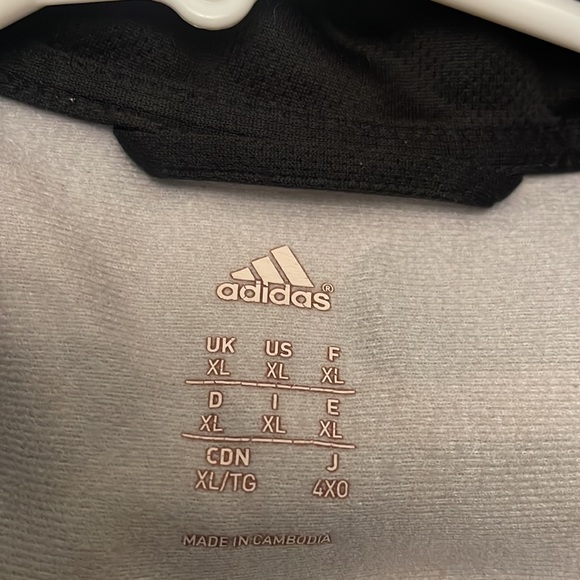 adidas®
UK US F
XL XL XL
D I E
XL XL XL
CDN J
XL/TG 4XO
MADE IN CAMBODIA